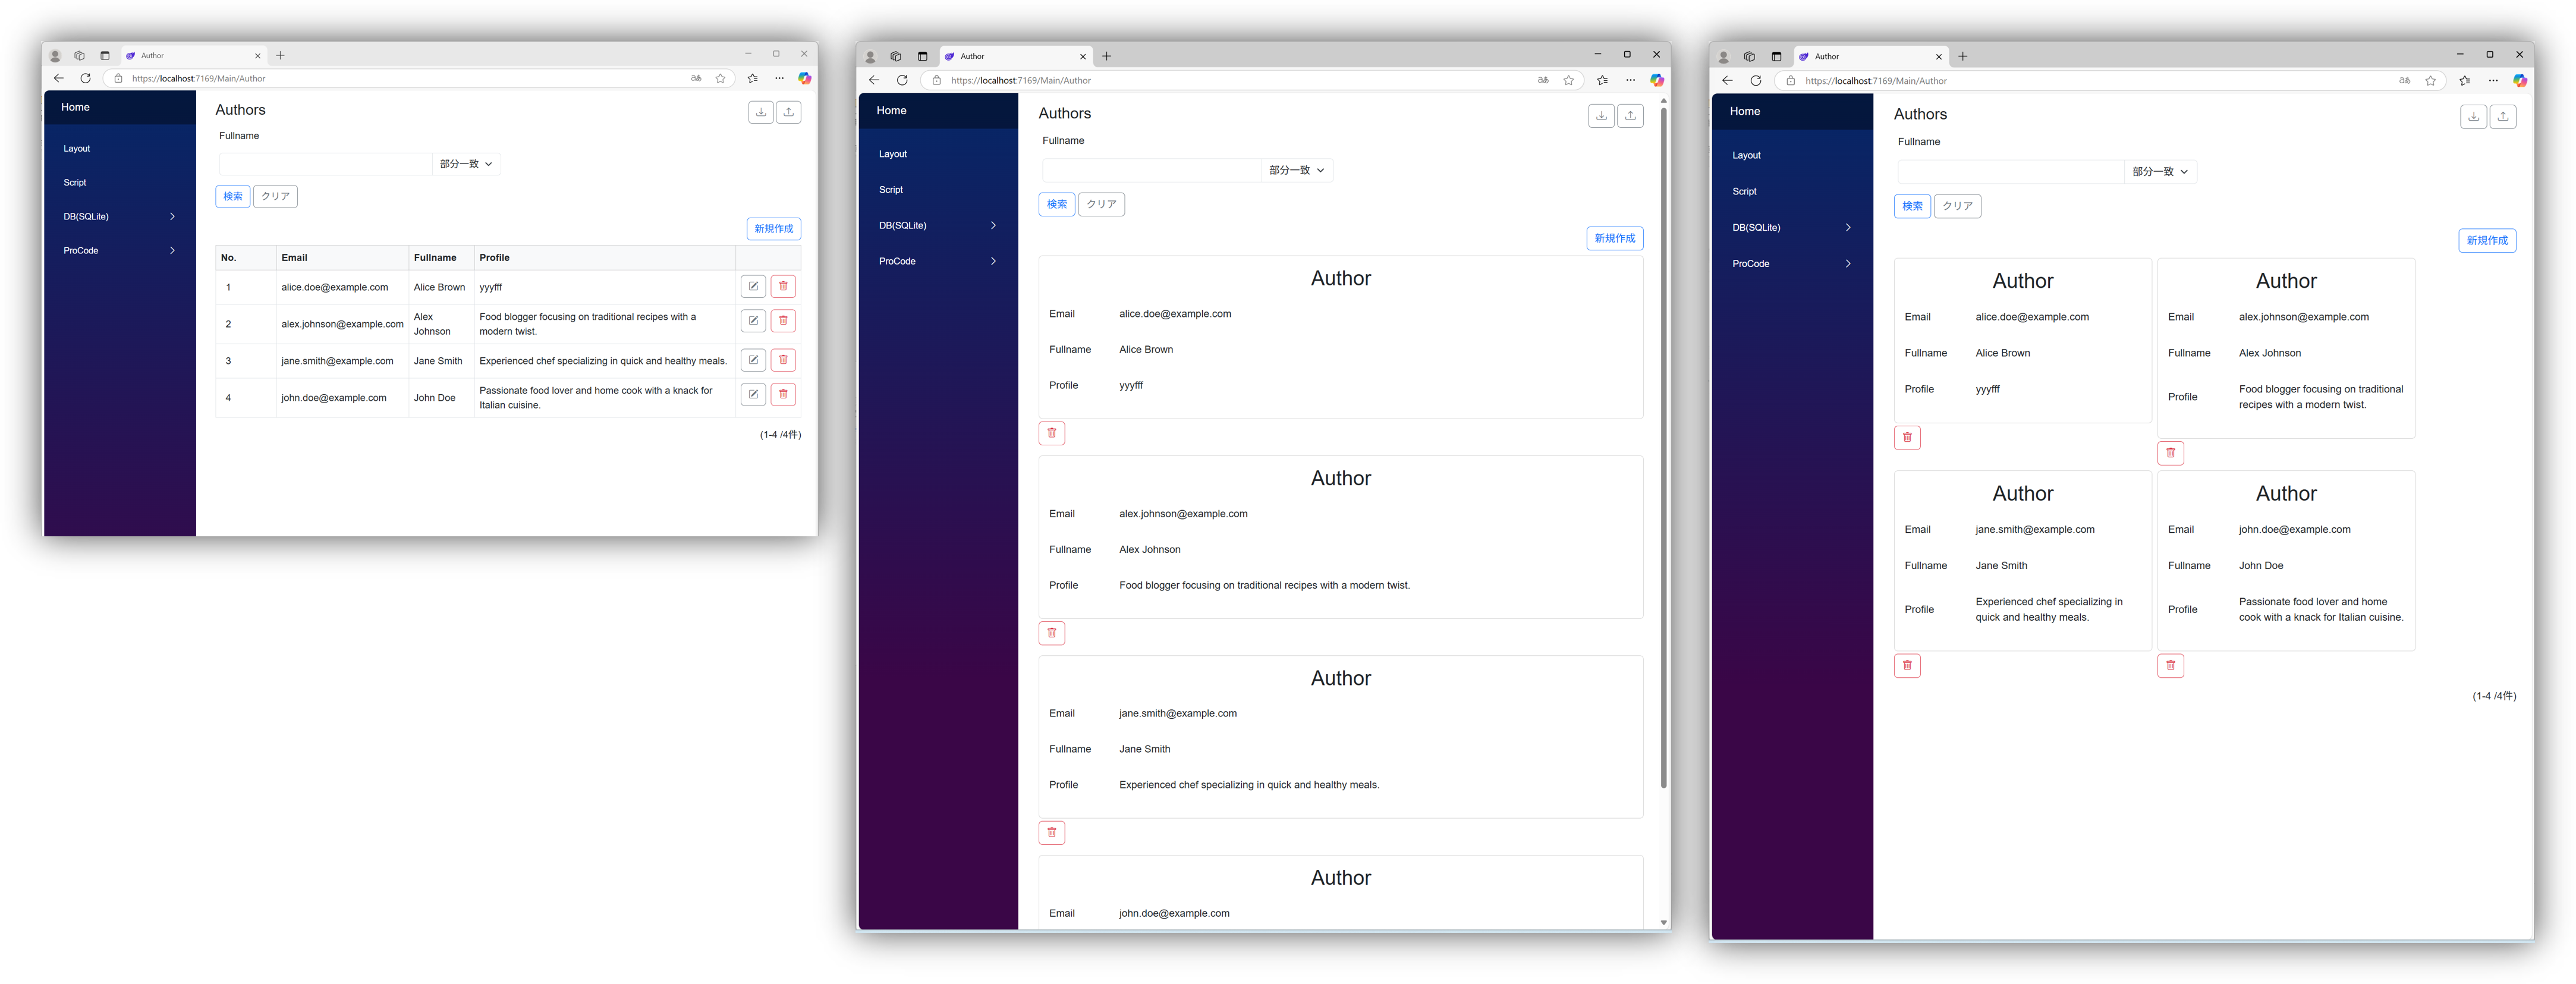 Author
https://localhost:7169/Main/Author
Home
Layout
Script
DB(SQLite)
ProCode
Authors
Fullname
部分一致
検索 クリア
新規作成
No. Email Fullname Profile
1 alice.doe@example.com Alice Brown yyyfff
2 alex.johnson@example.com Alex Johnson Food blogger focusing on traditional recipes with a modern twist.
3 jane.smith@example.com Jane Smith Experienced chef specializing in quick and healthy meals.
4 john.doe@example.com John Doe Passionate food lover and home cook with a knack for Italian cuisine.
(1-4 /4件)
Author
https://localhost:7169/Main/Author
Home
Layout
Script
DB(SQLite)
ProCode
Authors
Fullname
部分一致
検索 クリア
新規作成
Author
Email alice.doe@example.com
Fullname Alice Brown
Profile yyyfff
Author
Email alex.johnson@example.com
Fullname Alex Johnson
Profile Food blogger focusing on traditional recipes with a modern twist.
Author
Email jane.smith@example.com
Fullname Jane Smith
Profile Experienced chef specializing in quick and healthy meals.
Author
Email john.doe@example.com
Author
https://localhost:7169/Main/Author
Home
Layout
Script
DB(SQLite)
ProCode
Authors
Fullname
部分一致
検索 クリア
新規作成
Author
Email alice.doe@example.com
Fullname Alice Brown
Profile yyyfff
Author
Email alex.johnson@example.com
Fullname Alex Johnson
Profile Food blogger focusing on traditional
recipes with a modern twist.
Author
Email jane.smith@example.com
Fullname Jane Smith
Profile Experienced chef specializing in
quick and healthy meals.
Author
Email john.doe@example.com
Fullname John Doe
Profile Passionate food lover and home
cook with a knack for Italian cuisine.
(1-4 /4件)